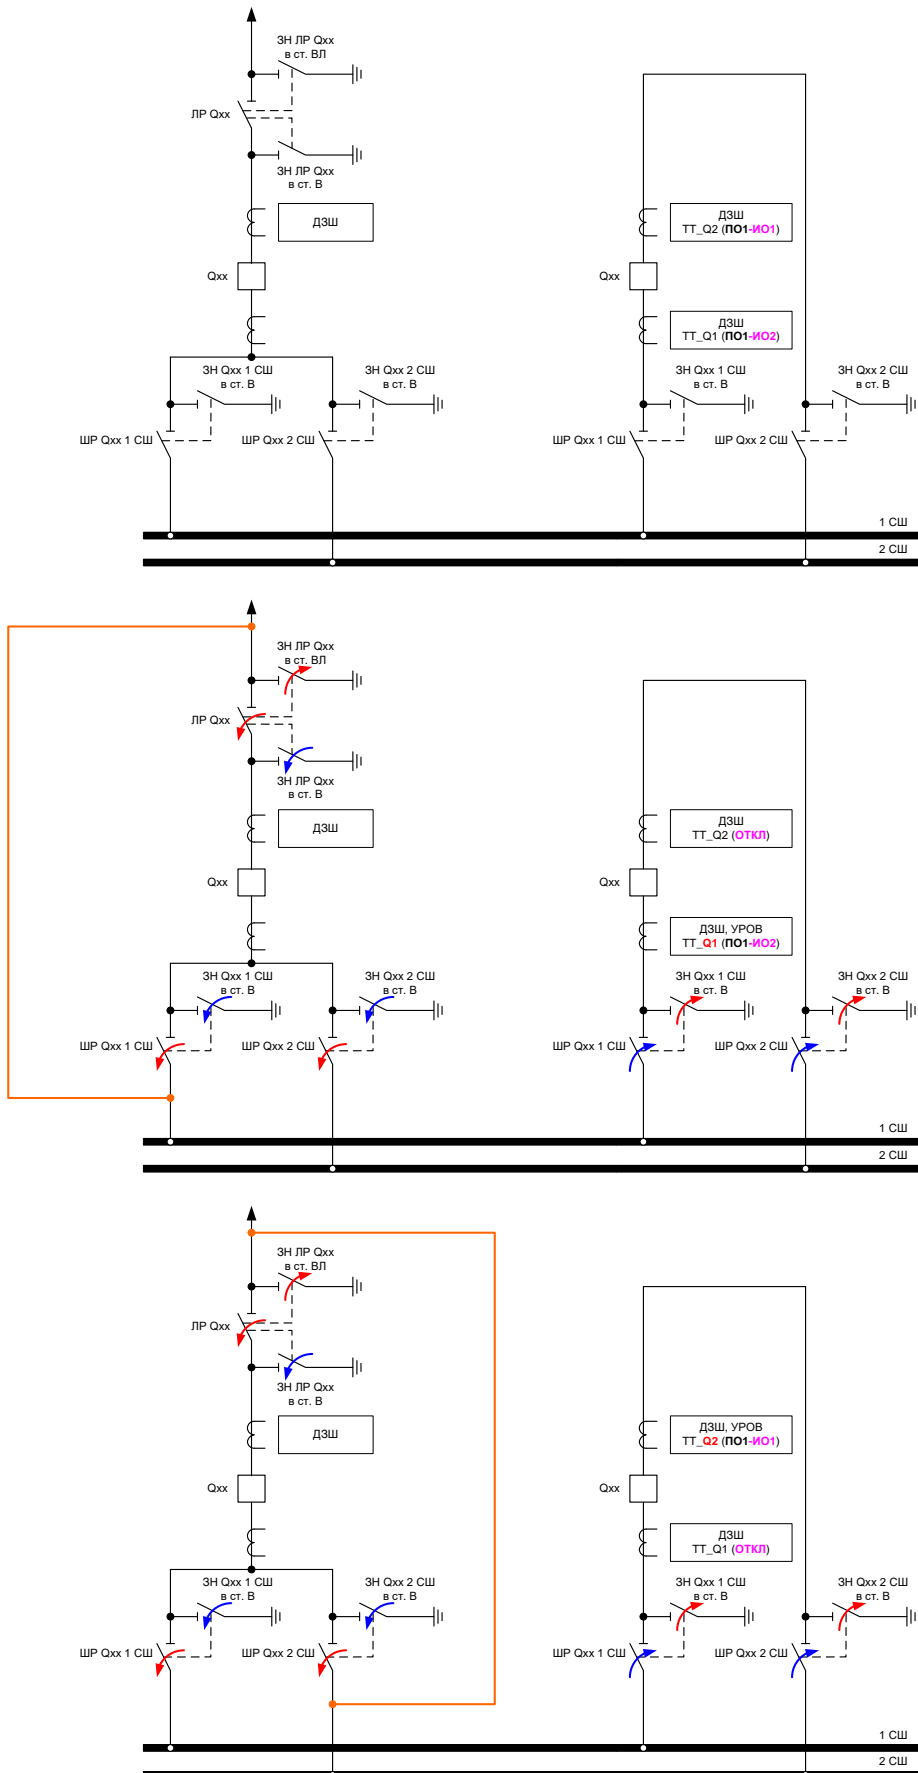 ЗН ЛР Qxx
в ст. ВЛ
ЛР Qxx
ЗН ЛР Qxx
в ст. В
ДЗШ
Qxx
ЗН Qxx 1 СШ
в ст. В
ЗН Qxx 2 СШ
в ст. В
ШР Qxx 1 СШ
ШР Qxx 2 СШ
ДЗШ
ТТ_Q2 (ПО1-ИО1)
Qxx
ДЗШ
ТТ_Q1 (ПО1-ИО2)
ЗН Qxx 1 СШ
в ст. В
ЗН Qxx 2 СШ
в ст. В
ШР Qxx 1 СШ
ШР Qxx 2 СШ
1 СШ
2 СШ
ЗН ЛР Qxx
в ст. ВЛ
ЛР Qxx
ЗН ЛР Qxx
в ст. В
ДЗШ
Qxx
ЗН Qxx 1 СШ
в ст. В
ЗН Qxx 2 СШ
в ст. В
ШР Qxx 1 СШ
ШР Qxx 2 СШ
ДЗШ
ТТ_Q2 (ОТКЛ)
Qxx
ДЗШ, УРОВ
ТТ_Q1 (ПО1-ИО2)
ЗН Qxx 1 СШ
в ст. В
ЗН Qxx 2 СШ
в ст. В
ШР Qxx 1 СШ
ШР Qxx 2 СШ
1 СШ
2 СШ
ЗН ЛР Qxx
в ст. ВЛ
ЛР Qxx
ЗН ЛР Qxx
в ст. В
ДЗШ
Qxx
ЗН Qxx 1 СШ
в ст. В
ЗН Qxx 2 СШ
в ст. В
ШР Qxx 1 СШ
ШР Qxx 2 СШ
ДЗШ, УРОВ
ТТ_Q2 (ПО1-ИО1)
Qxx
ДЗШ
ТТ_Q1 (ОТКЛ)
ЗН Qxx 1 СШ
в ст. В
ЗН Qxx 2 СШ
в ст. В
ШР Qxx 1 СШ
ШР Qxx 2 СШ
1 СШ
2 СШ